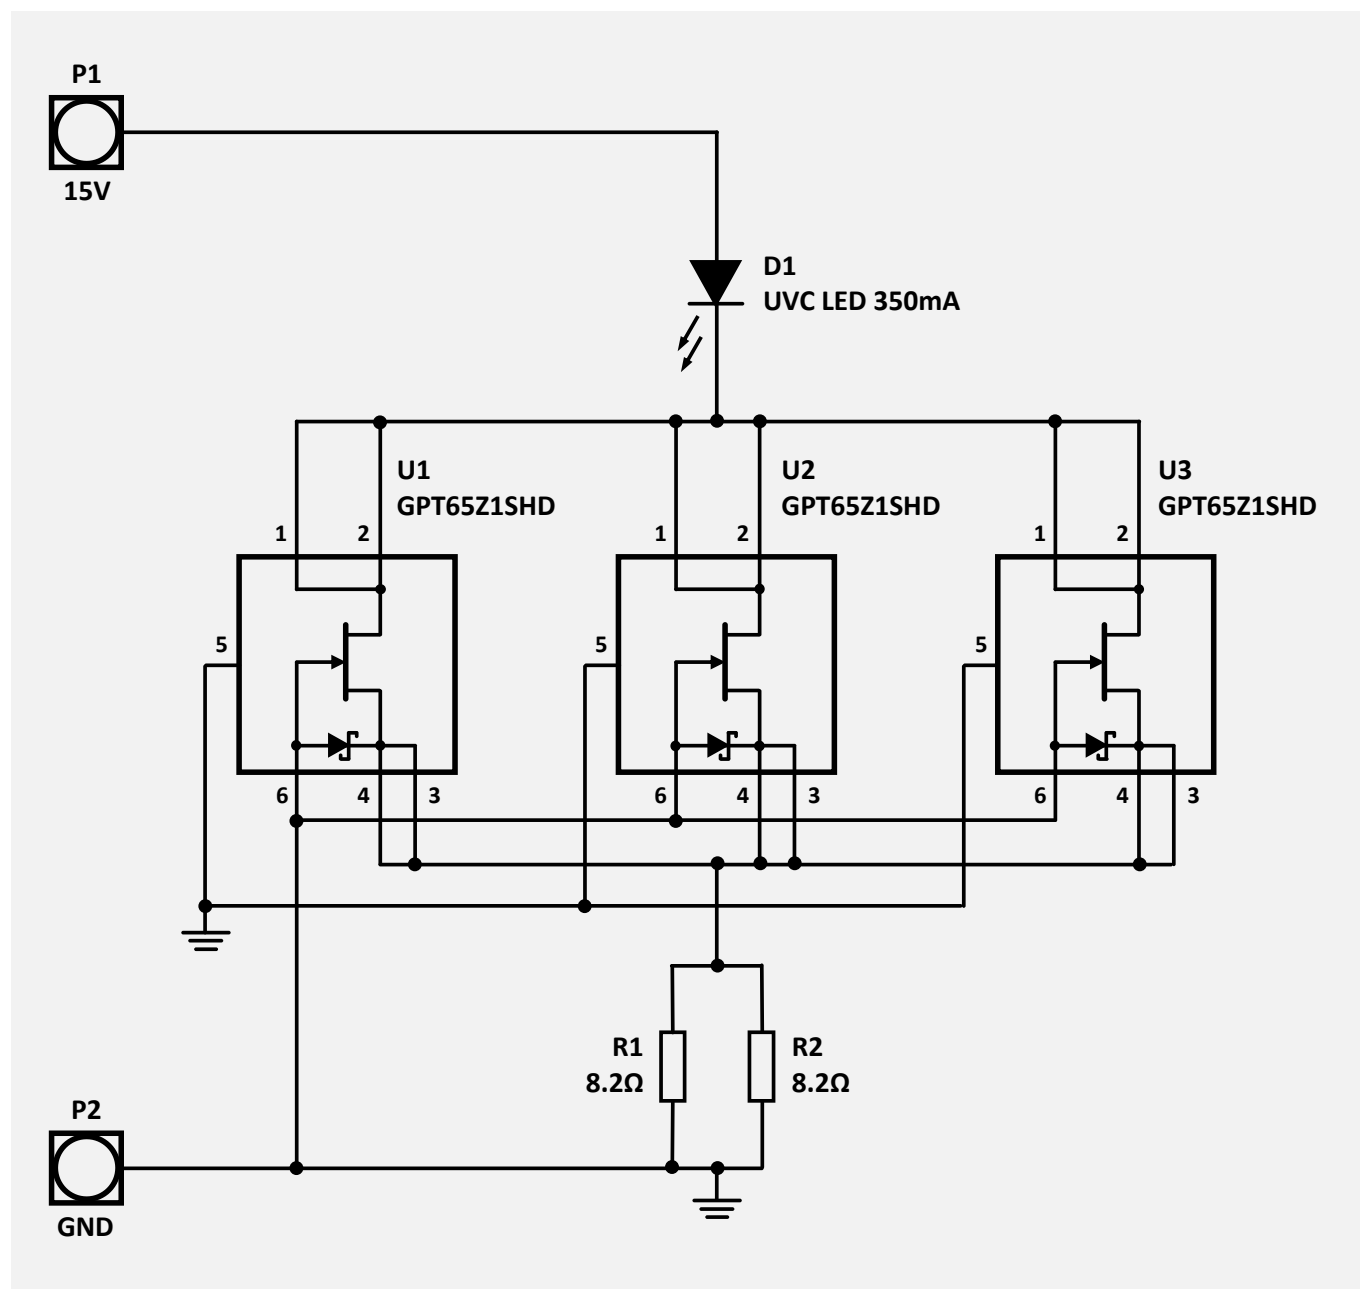 P1
15V
D1
UVC LED 350mA
U1
GPT65Z1SHD
U2
GPT65Z1SHD
U3
GPT65Z1SHD
1 2
1 2
1 2
5
5
5
6 4 3
6 4 3
6 4 3
R1
8.2Ω
R2
8.2Ω
P2
GND